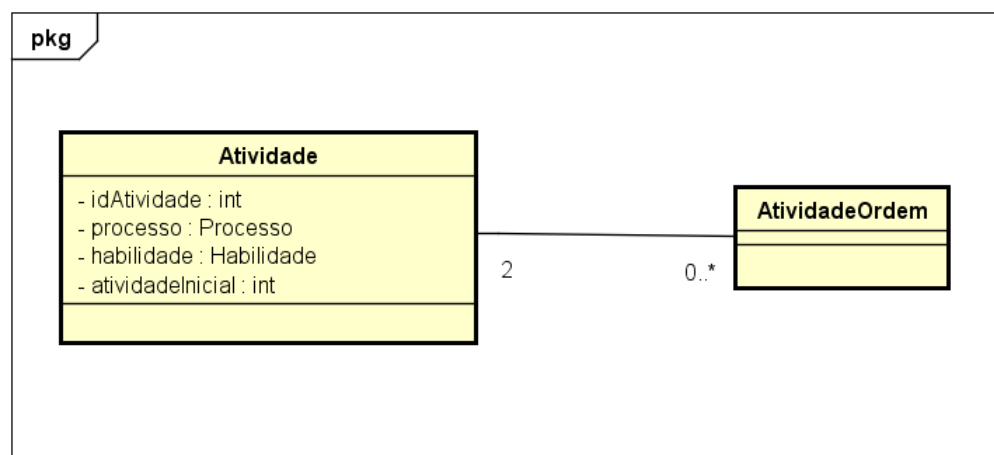 pkg
Atividade
- idAtividade : int
- processo : Processo
- habilidade : Habilidade
- atividadeInicial : int
AtividadeOrdem
2
0..*